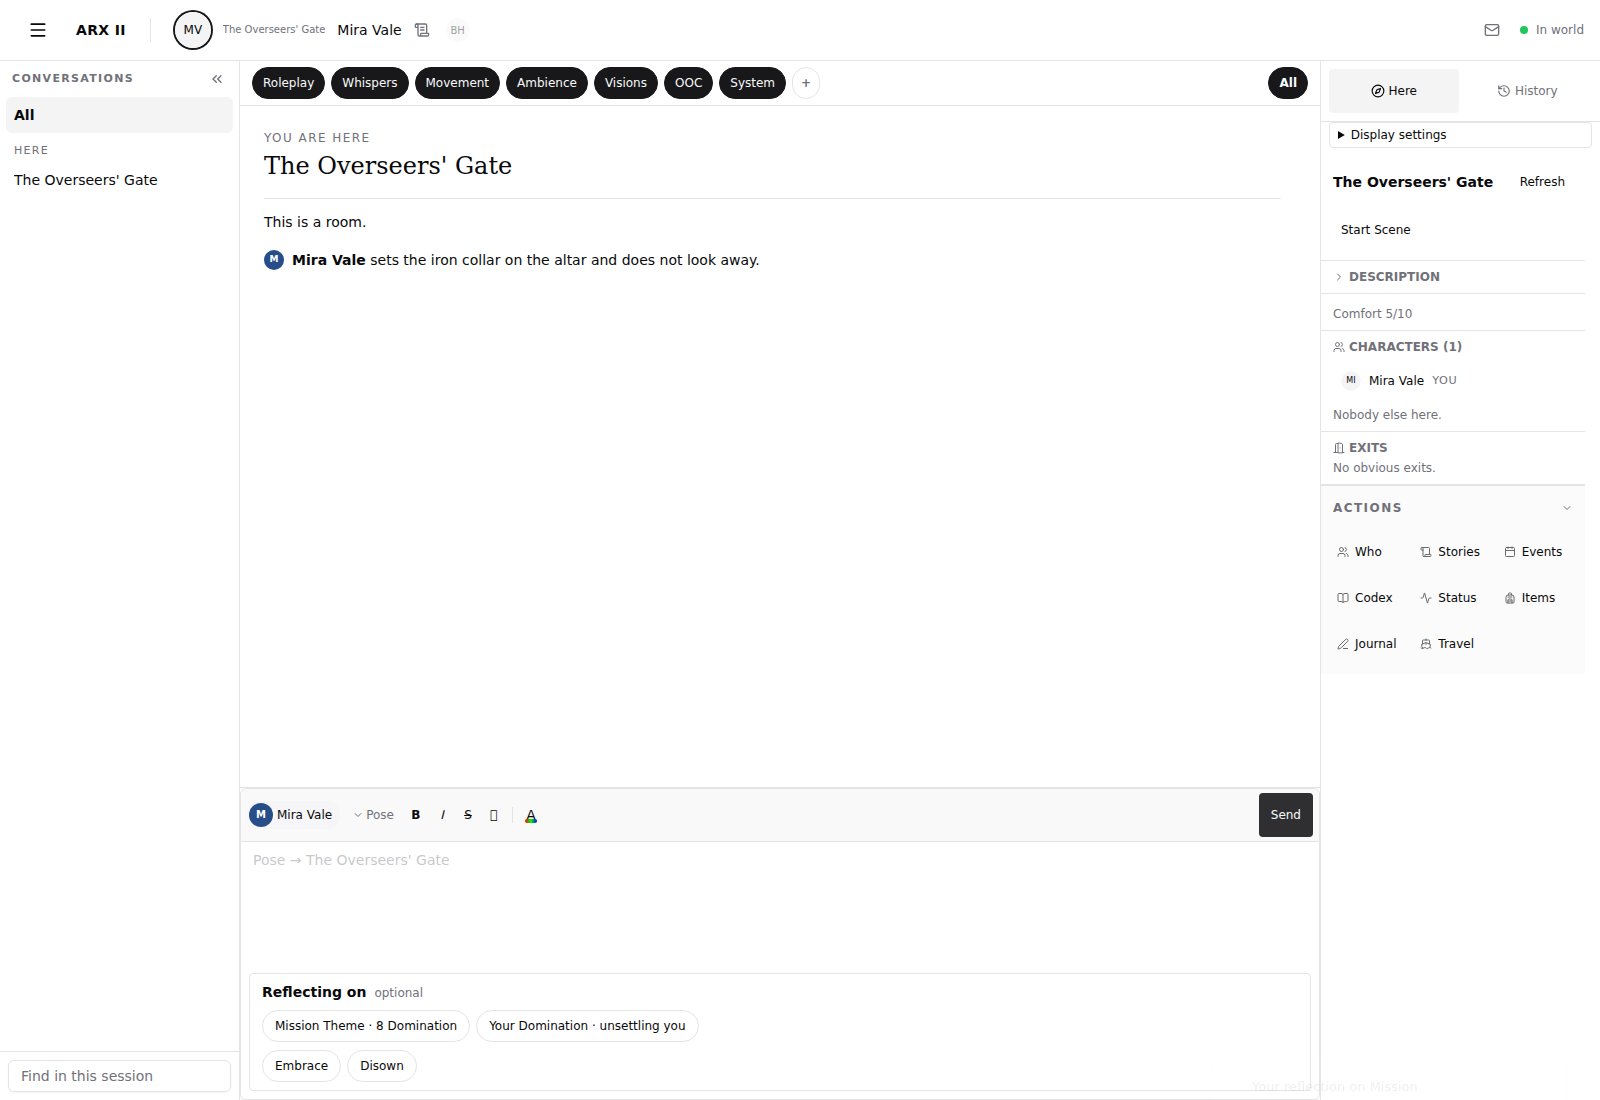 ARX II
MV
The Overseers' Gate
Mira Vale
BH
In world
CONVERSATIONS
All
HERE
The Overseers' Gate
Find in this session
Roleplay
Whispers
Movement
Ambience
Visions
OOC
System
+
All
YOU ARE HERE
The Overseers' Gate
This is a room.
M
Mira Vale sets the iron collar on the altar and does not look away.
M
Mira Vale
Pose
B
I
S
A
Send
Pose → The Overseers' Gate
Reflecting on optional
Mission Theme · 8 Domination
Your Domination · unsettling you
Embrace
Disown
Here
History
Display settings
The Overseers' Gate
Refresh
Start Scene
DESCRIPTION
Comfort 5/10
CHARACTERS (1)
MI
Mira Vale YOU
Nobody else here.
EXITS
No obvious exits.
ACTIONS
Who
Stories
Events
Codex
Status
Items
Journal
Travel
Your reflection on Mission